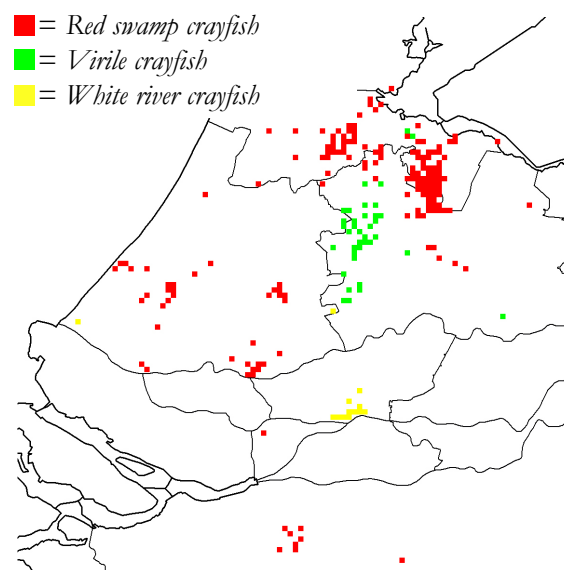 = Red swamp crayfish
= Virile crayfish
= White river crayfish